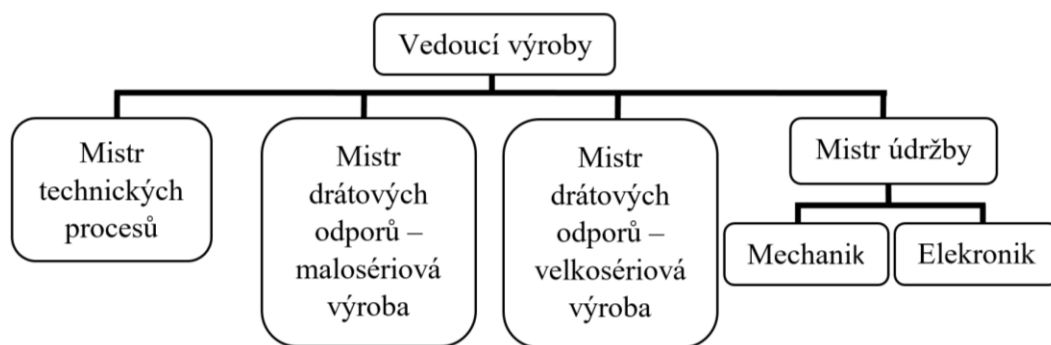 Vedoucí výroby
Mistr
technických
procesů
Mistr
drátových
odporů –
malosériová
výroba
Mistr
drátových
odporů –
velkosériová
výroba
Mistr údržby
Mechanik
Elekronik